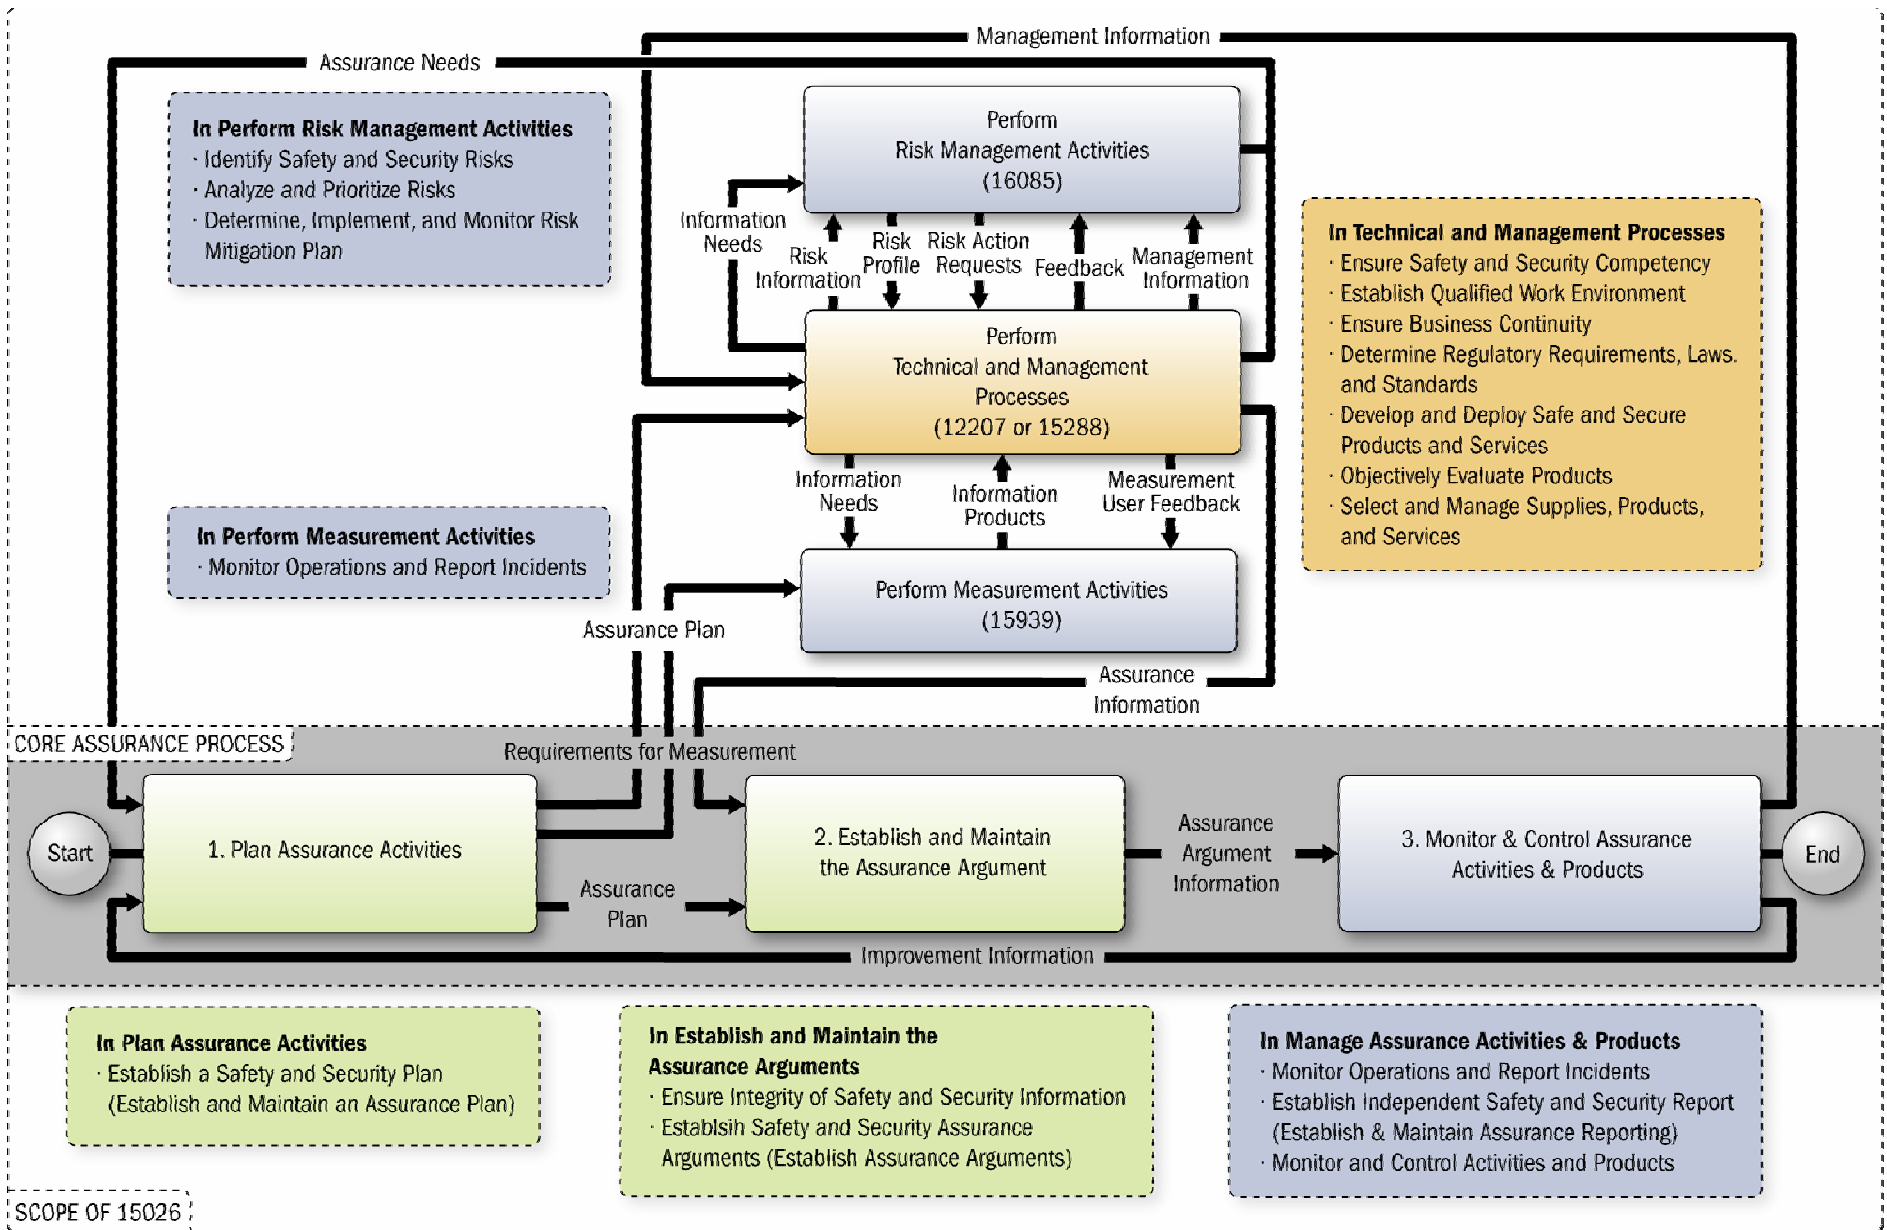 Management Information
Assurance Needs
In Perform Risk Management Activities
· Identify Safety and Security Risks
· Analyze and Prioritize Risks
· Determine, Implement, and Monitor Risk
Mitigation Plan
Perform
Risk Management Activities
(16085)
Information
Needs
Risk
Information
Risk
Profile
Risk Action
Requests
Feedback
Management
Information
In Technical and Management Processes
· Ensure Safety and Security Competency
· Establish Qualified Work Environment
· Ensure Business Continuity
· Determine Regulatory Requirements, Laws.
and Standards
· Develop and Deploy Safe and Secure
Products and Services
· Objectively Evaluate Products
· Select and Manage Supplies, Products,
and Services
Perform
Technical and Management
Processes
(12207 or 15288)
Information
Needs
Information
Products
Measurement
User Feedback
In Perform Measurement Activities
· Monitor Operations and Report Incidents
Perform Measurement Activities
(15939)
Assurance Plan
Assurance
Information
CORE ASSURANCE PROCESS
Requirements for Measurement
Start
1. Plan Assurance Activities
Assurance
Plan
2. Establish and Maintain
the Assurance Argument
Assurance
Argument
Information
3. Monitor & Control Assurance
Activities & Products
End
Improvement Information
In Plan Assurance Activities
· Establish a Safety and Security Plan
(Establish and Maintain an Assurance Plan)
In Establish and Maintain the
Assurance Arguments
· Ensure Integrity of Safety and Security Information
· Establsih Safety and Security Assurance
Arguments (Establish Assurance Arguments)
In Manage Assurance Activities & Products
· Monitor Operations and Report Incidents
· Establish Independent Safety and Security Report
(Establish & Maintain Assurance Reporting)
· Monitor and Control Activities and Products
SCOPE OF 15026